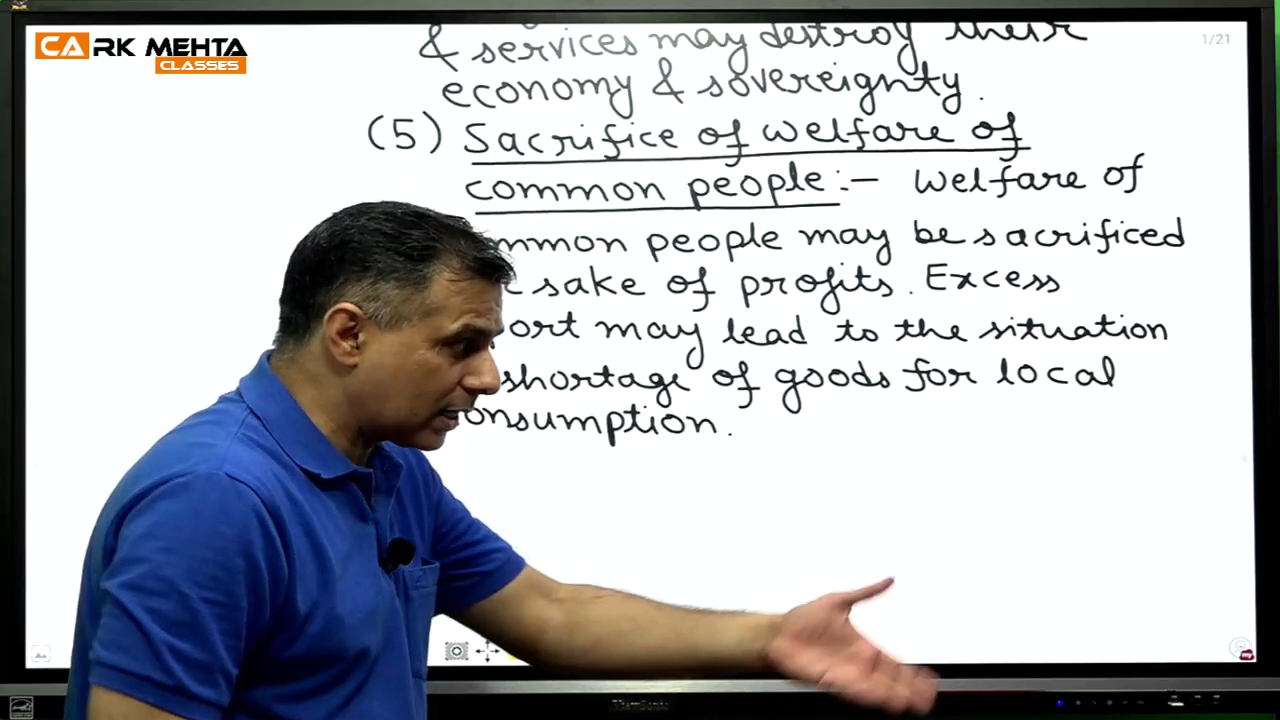 CA RK MEHTA
CLASSES
1/21
& services may destroy their
economy & sovereignty.
(5) Sacrifice of welfare of
common people :- Welfare of
mmon people may be sacrificed
sake of profits. Excess
ort may lead to the situation
shortage of goods for local
onsumption.